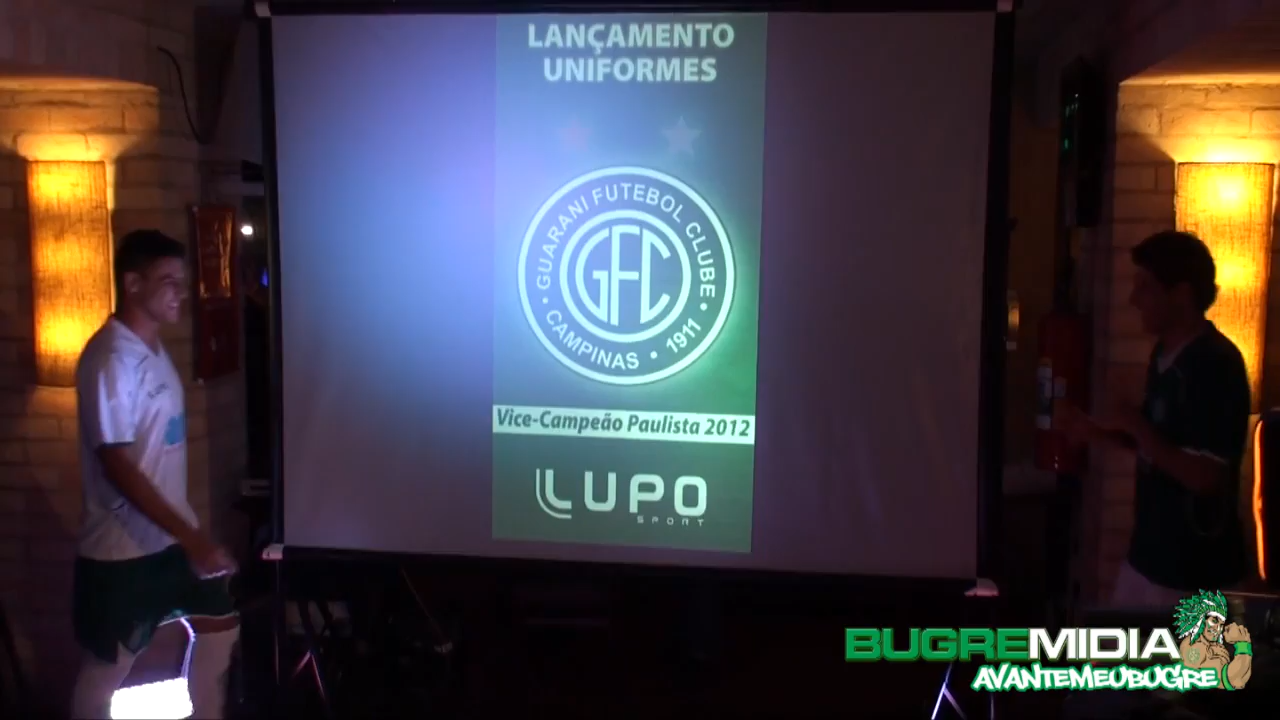 LANÇAMENTO
UNIFORMES
GUARANI FUTEBOL CLUBE
GFC
• CAMPINAS • 1911 •
Vice-Campeão Paulista 2012
LUPO
SPORT
BUGREMIDIA
AVANTEMEUBUGRE